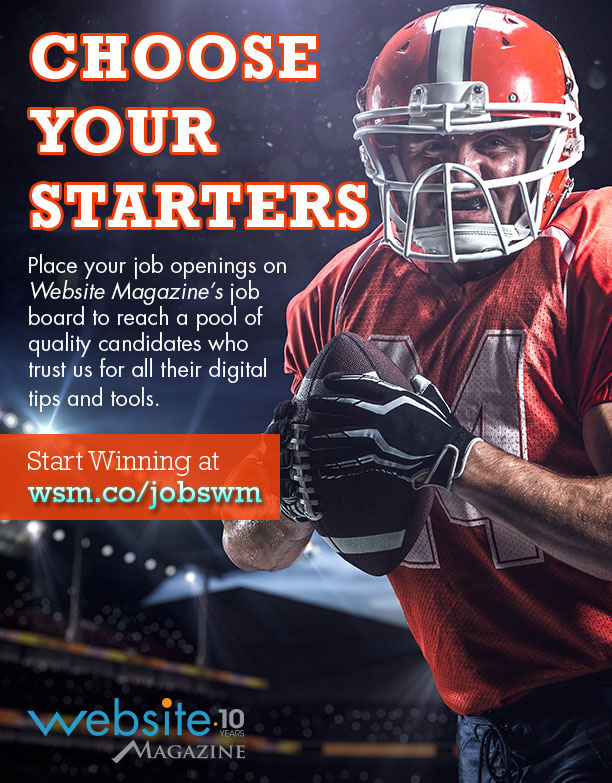 CHOOSE
YOUR
STARTERS
Place your job openings on
Website Magazine's job
board to reach a pool of
quality candidates who
trust us for all their digital
tips and tools.
Start Winning at
wsm.co/jobswm
website 10
YEARS
MAGAZINE